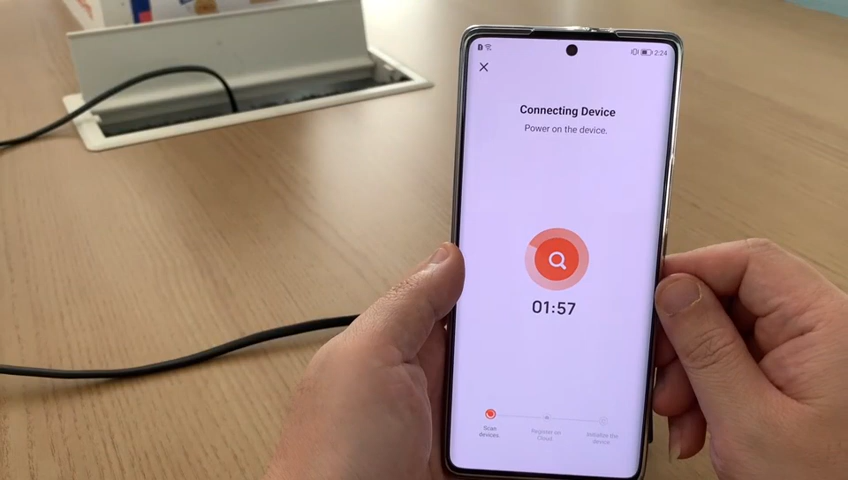 2:24
Connecting Device
Power on the device.
01:57
Scan
devices
Register on
Cloud
Initialize the
device